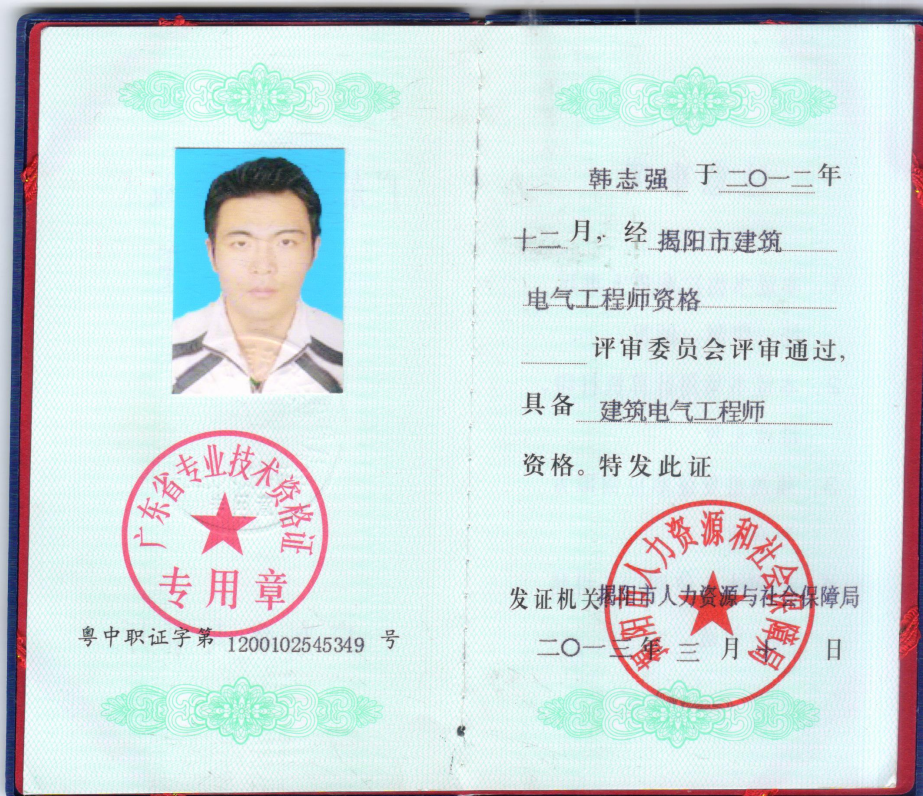 广东省专业技术资格证
专用章
粤中职证字第 1200102545349 号
韩志强 于 二〇一二 年
十二 月, 经 揭阳市建筑
电气工程师资格
评审委员会评审通过,
具备 建筑电气工程师
资格。特发此证
发证机关 揭阳市人力资源与社会保障局
二〇一三年 三 月 十 日
揭阳市人力资源和社会保障局